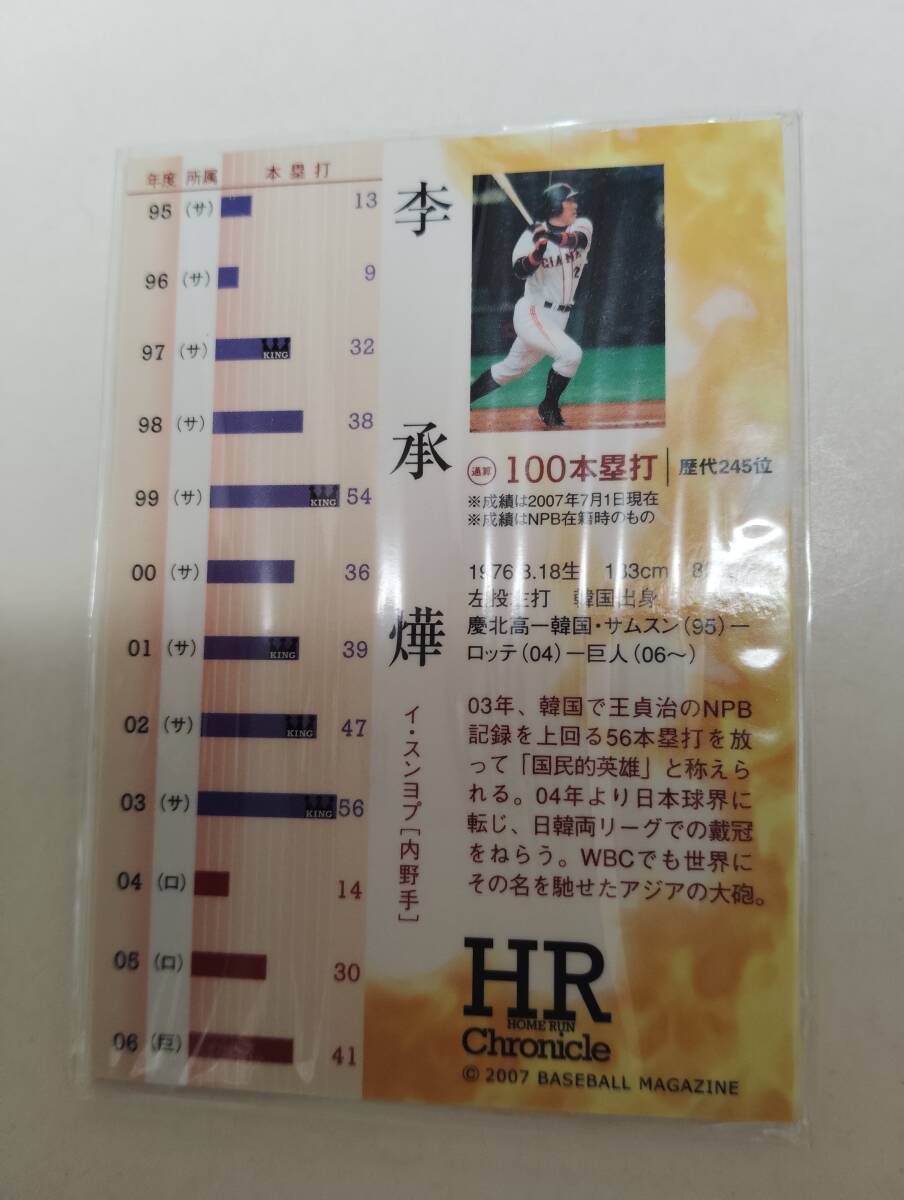 年度 所属 本塁打
95 (サ) 13
96 (サ) 9
97 (サ) KING 32
98 (サ) 38
99 (サ) KING 54
00 (サ) 36
01 (サ) KING 39
02 (サ) KING 47
03 (サ) KING 56
04 (ロ) 14
05 (ロ) 30
06 (巨) 41
李承燁
イ・スンヨプ[内野手]
通算 100本塁打 歴代245位
※成績は2007年7月1日現在
※成績はNPB在籍時のもの
1976.8.18生 183cm
左投左打 韓国出身
慶北高ー韓国・サムスン(95)ー
ロッテ(04)ー巨人(06〜)
03年、韓国で王貞治のNPB
記録を上回る56本塁打を放
って「国民的英雄」と称えら
れる。04年より日本球界に
転じ、日韓両リーグでの戴冠
をねらう。WBCでも世界に
その名を馳せたアジアの大砲。
HR
HOME RUN
Chronicle
© 2007 BASEBALL MAGAZINE